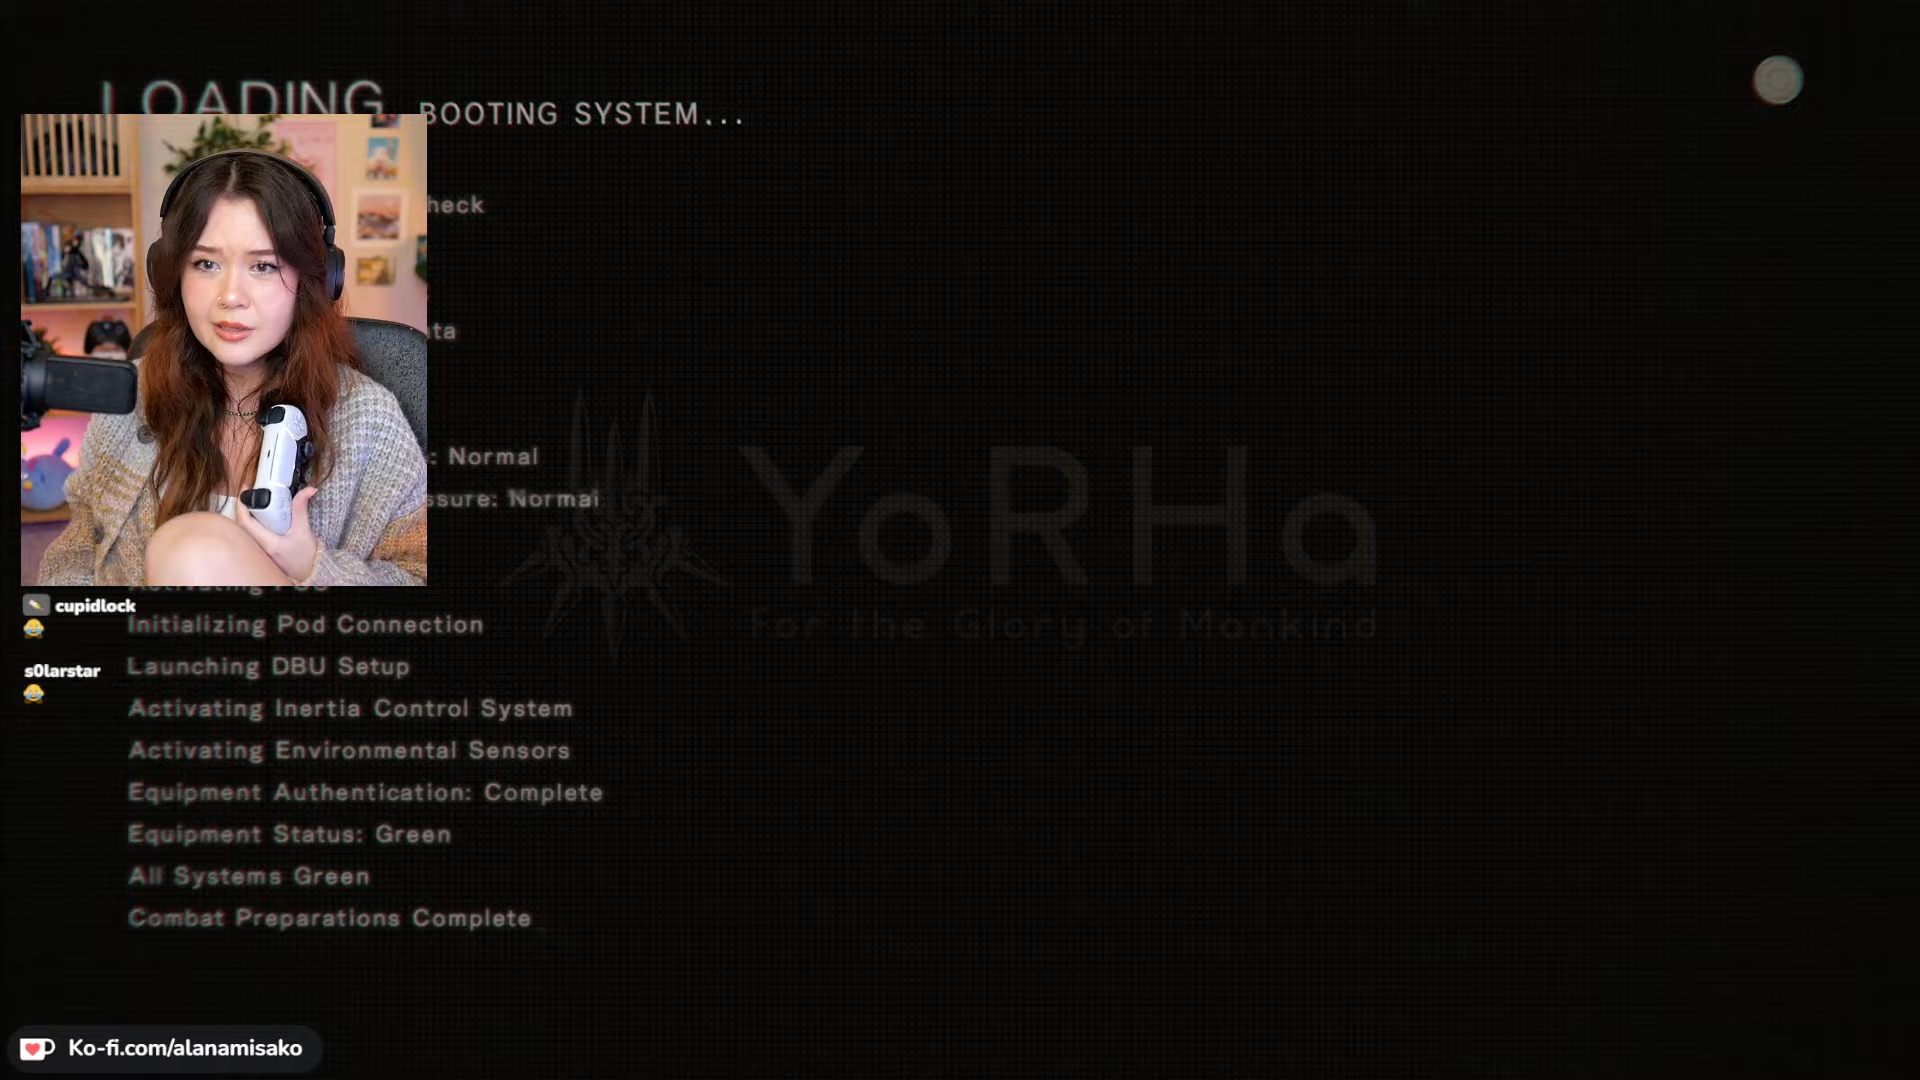 LOADING
BOOTING SYSTEM...
heck
ta
: Normal
ssure: Normal
YoRHa
For the Glory of Mankind
cupidlock
Initializing Pod Connection
s0larstar
Launching DBU Setup
Activating Inertia Control System
Activating Environmental Sensors
Equipment Authentication: Complete
Equipment Status: Green
All Systems Green
Combat Preparations Complete
Ko-fi.com/alanamisako